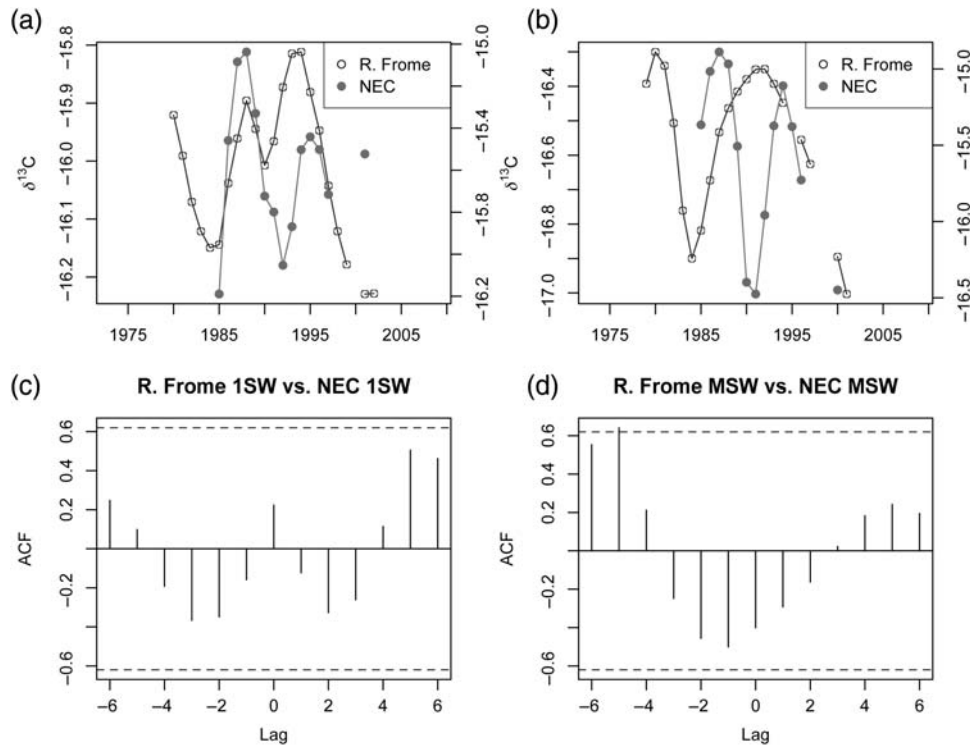 (a)
δ13C
−15.8
−15.9
−16.0
−16.1
−16.2
R. Frome
NEC
−15.0
−15.4
−15.8
−16.2
1975
1985
1995
2005
(b)
δ13C
−16.4
−16.6
−16.8
−17.0
R. Frome
NEC
−15.0
−15.5
−16.0
−16.5
1975
1985
1995
2005
(c)
R. Frome 1SW vs. NEC 1SW
ACF
0.6
0.2
−0.2
−0.6
−6
−4
−2
0
2
4
6
Lag
(d)
R. Frome MSW vs. NEC MSW
ACF
0.6
0.2
−0.2
−0.6
−6
−4
−2
0
2
4
6
Lag